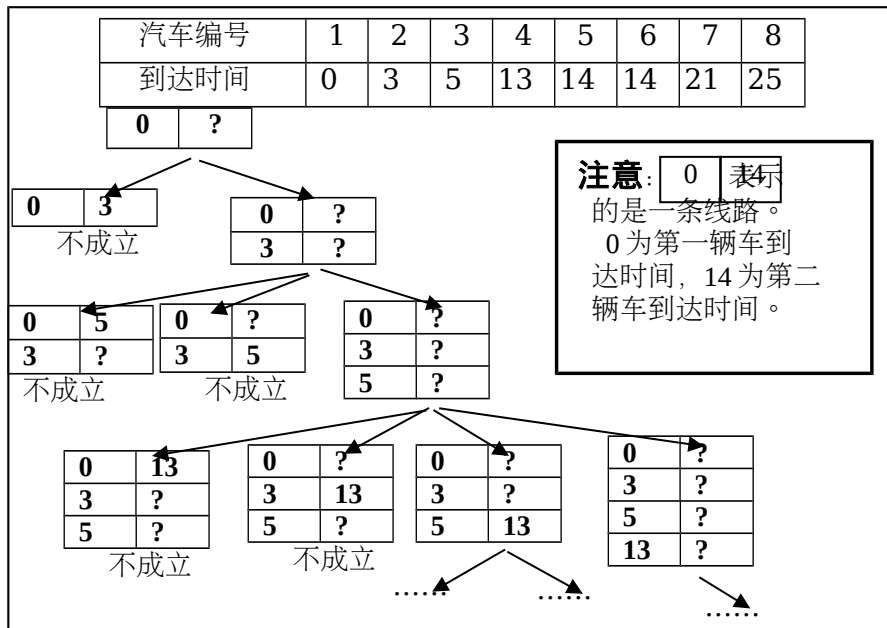 汽车编号 1 2 3 4 5 6 7 8
到达时间 0 3 5 13 14 14 21 25
0 ?
注意: 0 14 表示
的是一条线路。
0 为第一辆车到
达时间, 14 为第二
辆车到达时间。
0 3
不成立
0 ?
3 ?
0 5
3 ?
不成立
0 ?
3 5
不成立
0 ?
3 ?
5 ?
0 13
3 ?
5 ?
不成立
0 ?
3 13
5 ?
不成立
0 ?
3 ?
5 13
0 ?
3 ?
5 ?
13 ?
……
……
……